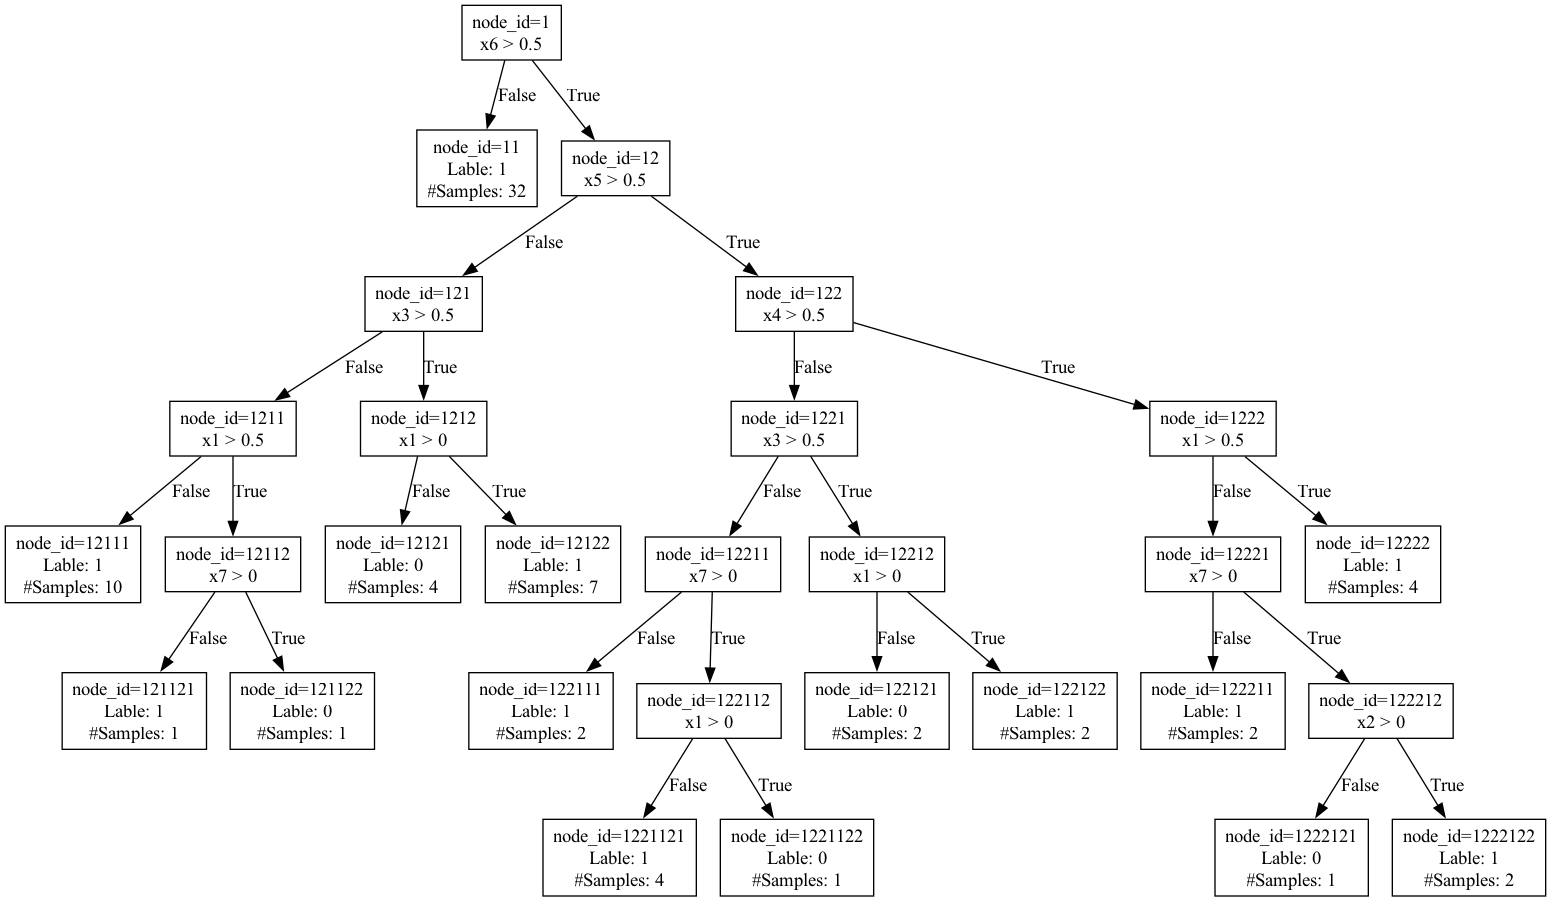 node_id=1
x6 > 0.5
False
True
node_id=11
Lable: 1
#Samples: 32
node_id=12
x5 > 0.5
False
True
node_id=121
x3 > 0.5
node_id=122
x4 > 0.5
False
True
False
True
node_id=1211
x1 > 0.5
node_id=1212
x1 > 0
node_id=1221
x3 > 0.5
node_id=1222
x1 > 0.5
False
True
False
True
False
True
False
True
node_id=12111
Lable: 1
#Samples: 10
node_id=12112
x7 > 0
node_id=12121
Lable: 0
#Samples: 4
node_id=12122
Lable: 1
#Samples: 7
node_id=12211
x7 > 0
node_id=12212
x1 > 0
node_id=12221
x7 > 0
node_id=12222
Lable: 1
#Samples: 4
False
True
False
True
False
True
False
True
node_id=121121
Lable: 1
#Samples: 1
node_id=121122
Lable: 0
#Samples: 1
node_id=122111
Lable: 1
#Samples: 2
node_id=122112
x1 > 0
node_id=122121
Lable: 0
#Samples: 2
node_id=122122
Lable: 1
#Samples: 2
node_id=122211
Lable: 1
#Samples: 2
node_id=122212
x2 > 0
False
True
False
True
node_id=1221121
Lable: 1
#Samples: 4
node_id=1221122
Lable: 0
#Samples: 1
node_id=1222121
Lable: 0
#Samples: 1
node_id=1222122
Lable: 1
#Samples: 2